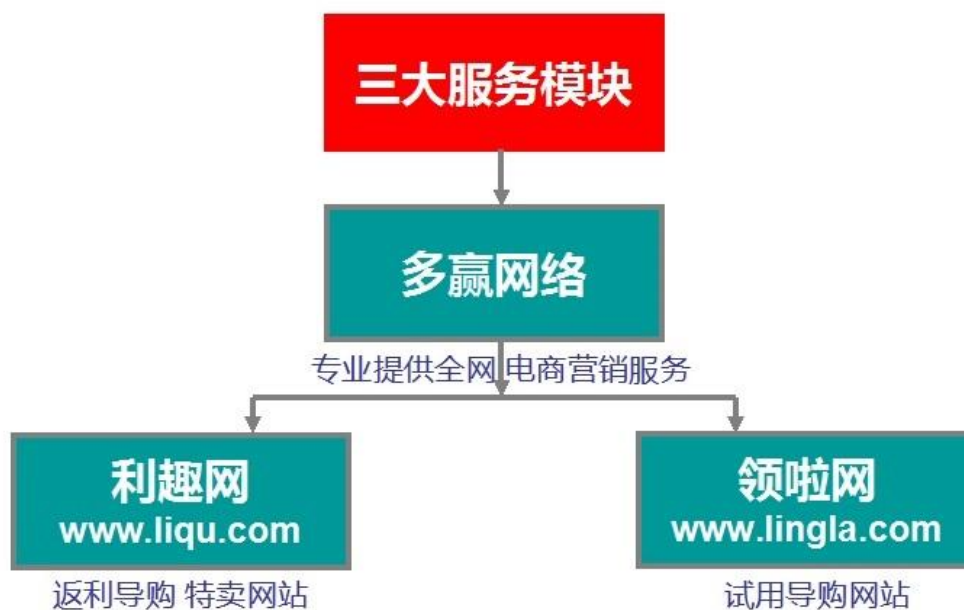 三大服务模块
多赢网络
专业提供全网 电商营销服务
利趣网
www.liqu.com
返利导购 特卖网站
领啦网
www.lingla.com
试用导购网站